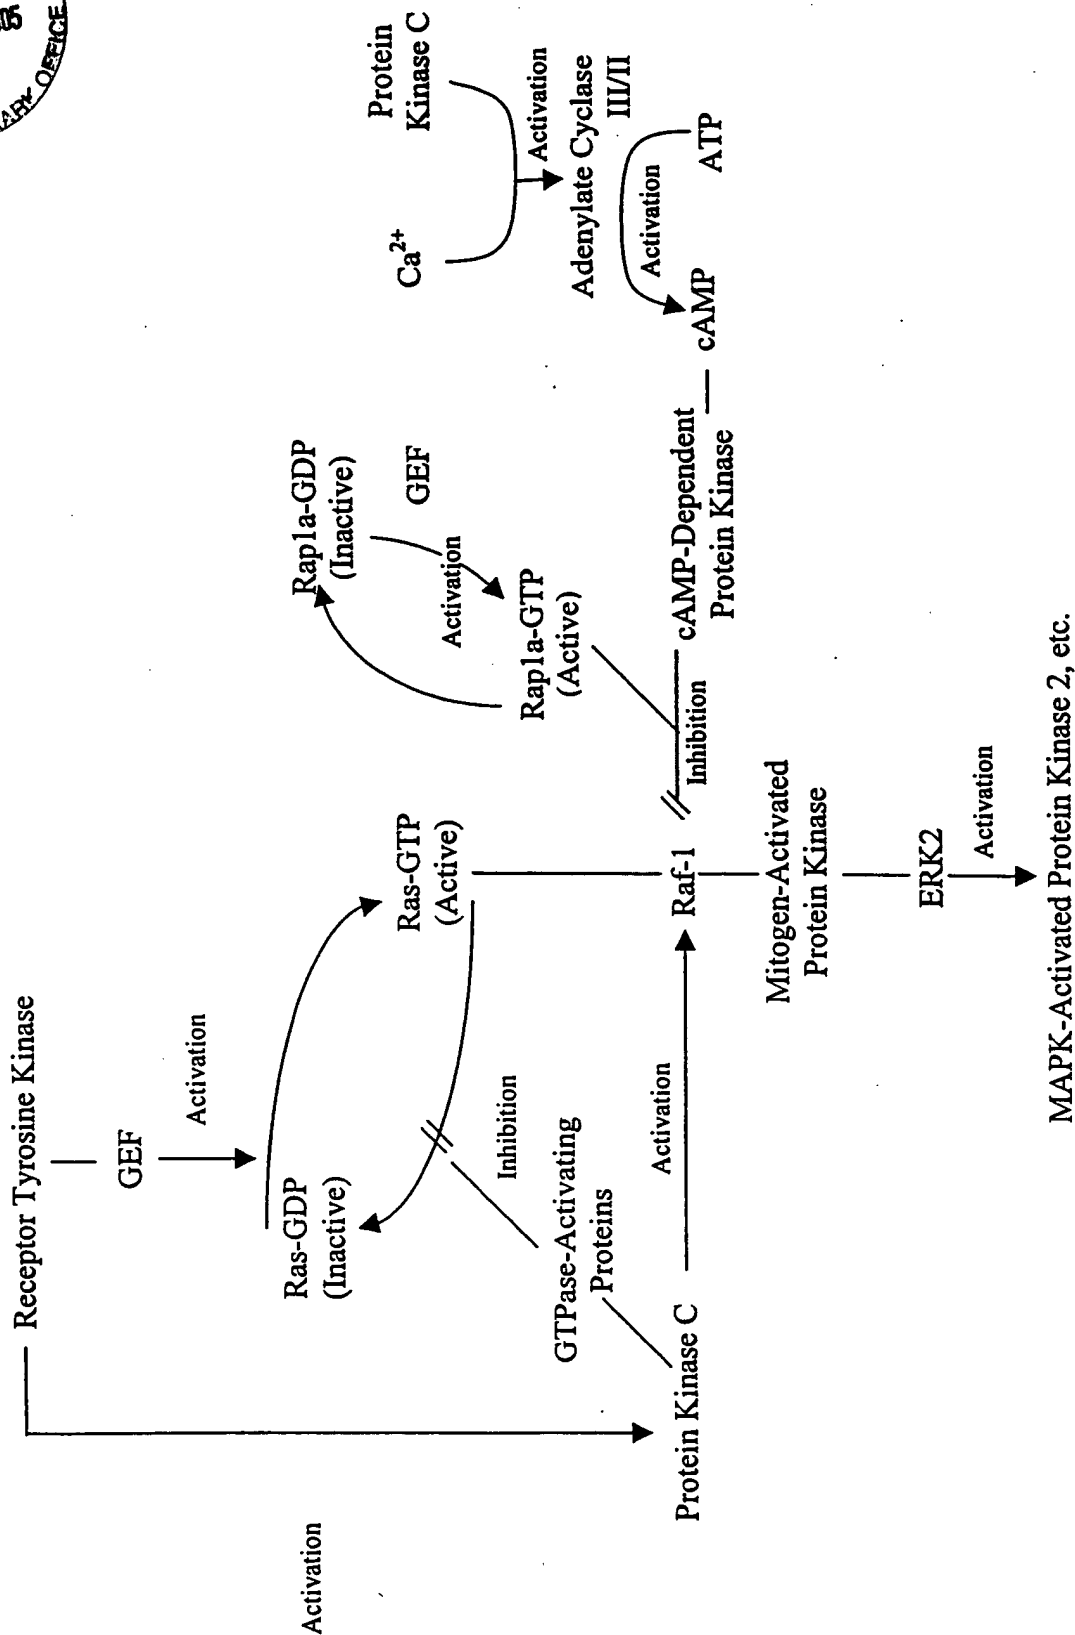 Receptor Tyrosine Kinase
GEF
Activation
Activation
Ras-GDP
(Inactive)
Ras-GTP
(Active)
Inhibition
GTPase-Activating
Proteins
Protein Kinase C
Activation
Raf-1
Mitogen-Activated
Protein Kinase
ERK2
Activation
MAPK-Activated Protein Kinase 2, etc.
Rap1a-GDP
(Inactive)
GEF
Activation
Rap1a-GTP
(Active)
Inhibition
cAMP-Dependent
Protein Kinase
Ca2+
Protein
Kinase C
Activation
Adenylate Cyclase
III/II
Activation
cAMP
ATP
OFFICE